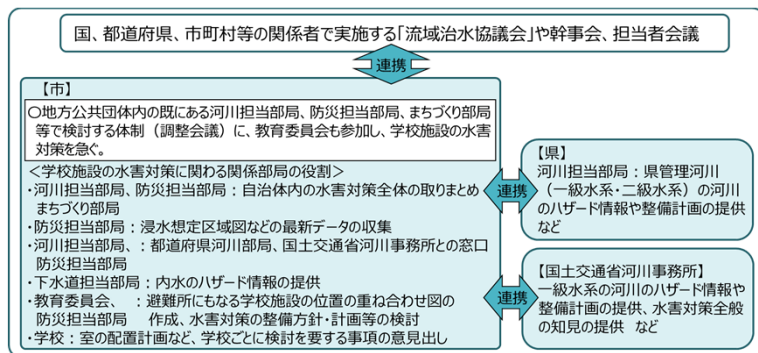 国、都道府県、市町村等の関係者で実施する「流域治水協議会」や幹事会、担当者会議
連携
【市】
〇地方公共団体内の既にある河川担当部局、防災担当部局、まちづくり部局
等で検討する体制（調整会議）に、教育委員会も参加し、学校施設の水害
対策を急ぐ。
＜学校施設の水害対策に関わる関係部局の役割＞
・河川担当部局、防災担当部局：自治体内の水害対策全体の取りまとめ
まちづくり部局
・防災担当部局：浸水想定区域図などの最新データの収集
・河川担当部局、：都道府県河川部局、国土交通省河川事務所との窓口
防災担当部局
・下水道担当部局：内水のハザード情報の提供
・教育委員会、 ：避難所にもなる学校施設の位置の重ね合わせ図の
防災担当部局 作成、水害対策の整備方針・計画等の検討
・学校：室の配置計画など、学校ごとに検討を要する事項の意見出し
連携
【県】
河川担当部局：県管理河川
（一級水系・二級水系）の河川
のハザード情報や整備計画の提供
など
連携
【国土交通省河川事務所】
一級水系の河川のハザード情報や
整備計画の提供、水害対策全般
の知見の提供 など